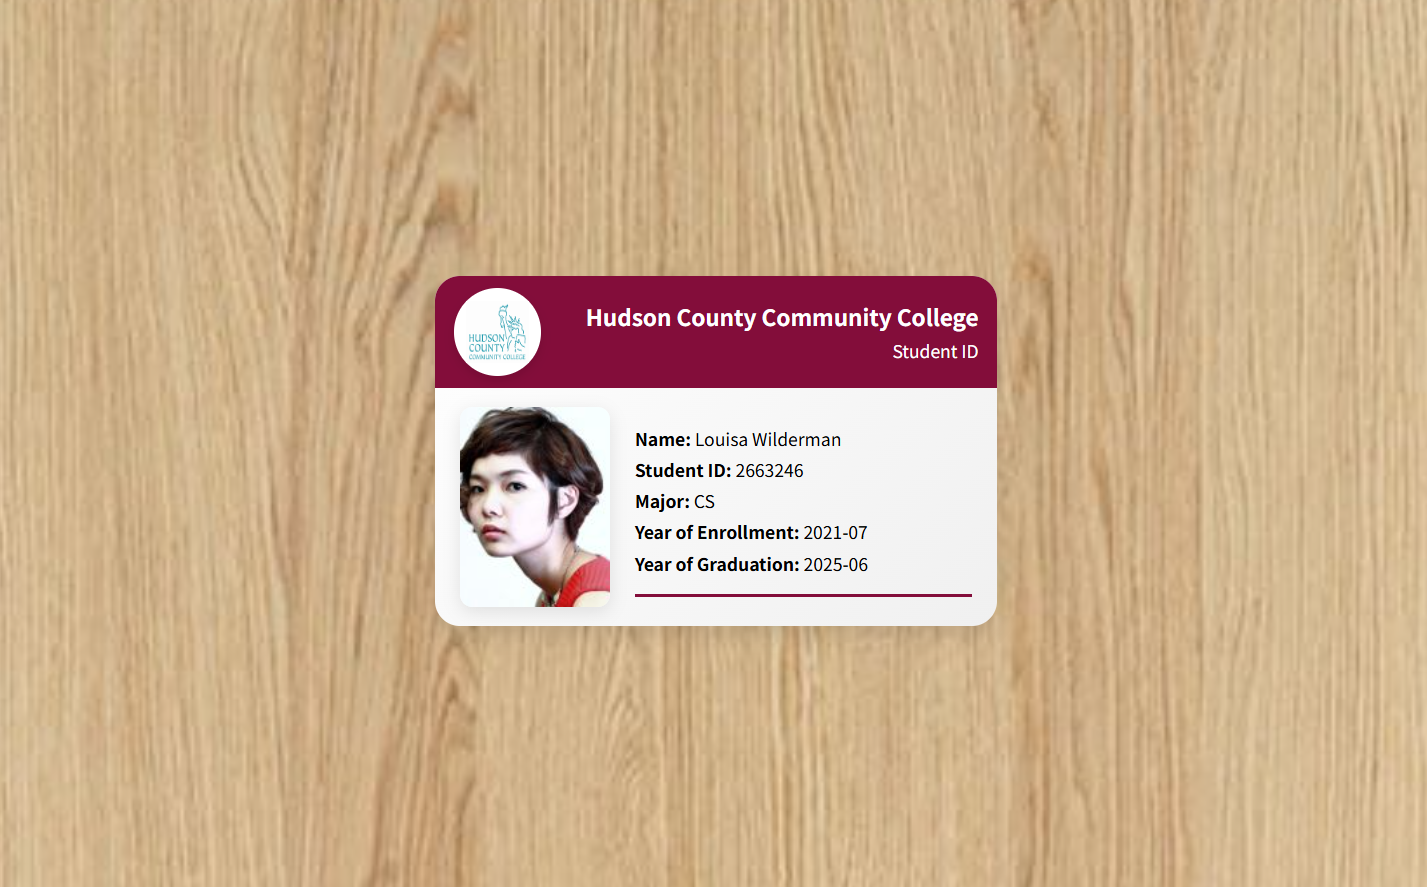 HUDSON
COUNTY
COMMUNITY COLLEGE
Hudson County Community College
Student ID
Name: Louisa Wilderman
Student ID: 2663246
Major: CS
Year of Enrollment: 2021-07
Year of Graduation: 2025-06